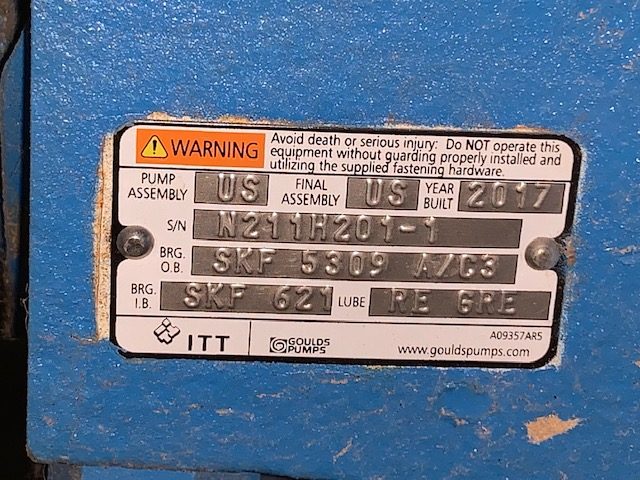 WARNING Avoid death or serious injury: Do NOT operate this
equipment without guarding properly installed and
utilizing the supplied fastening hardware.
PUMP ASSEMBLY US FINAL ASSEMBLY US YEAR BUILT 2017
S/N N211H201-1
BRG. O.B. SKF 5309 A/C3
BRG. I.B. SKF 621 LUBE RE GRE
A09357AR5
ITT GOULDS PUMPS www.gouldspumps.com